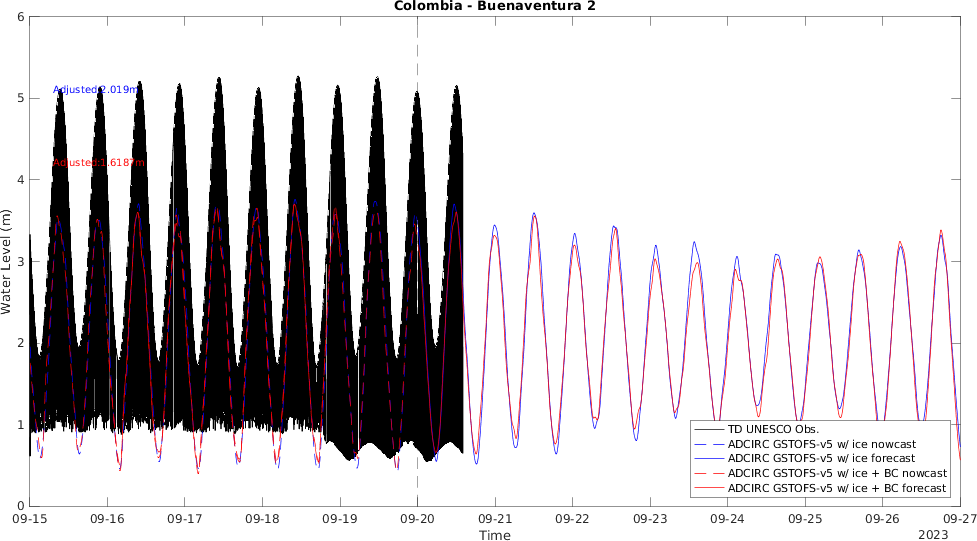 Colombia - Buenaventura 2
Water Level (m)
6
5
4
3
2
1
0
Adjusted:2.019m
Adjusted:1.6187m
TD UNESCO Obs.
ADCIRC GSTOFS-v5 w/ ice nowcast
ADCIRC GSTOFS-v5 w/ ice forecast
ADCIRC GSTOFS-v5 w/ ice + BC nowcast
ADCIRC GSTOFS-v5 w/ ice + BC forecast
09-15 09-16 09-17 09-18 09-19 09-20 09-21 09-22 09-23 09-24 09-25 09-26 09-27
Time
2023